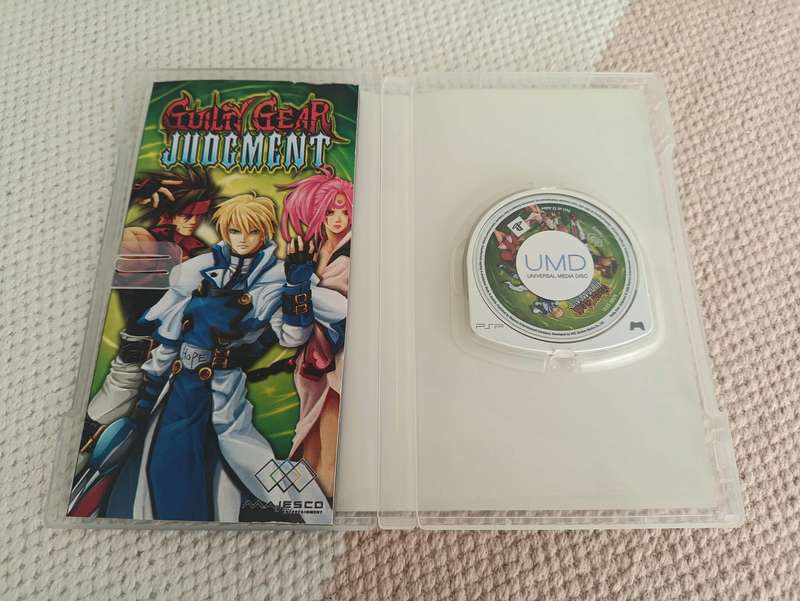 GUILTY GEAR
JUDGMENT
HOPE
MAJESCO
ENTERTAINMENT
UMD
UNIVERSAL MEDIA DISC
PSP